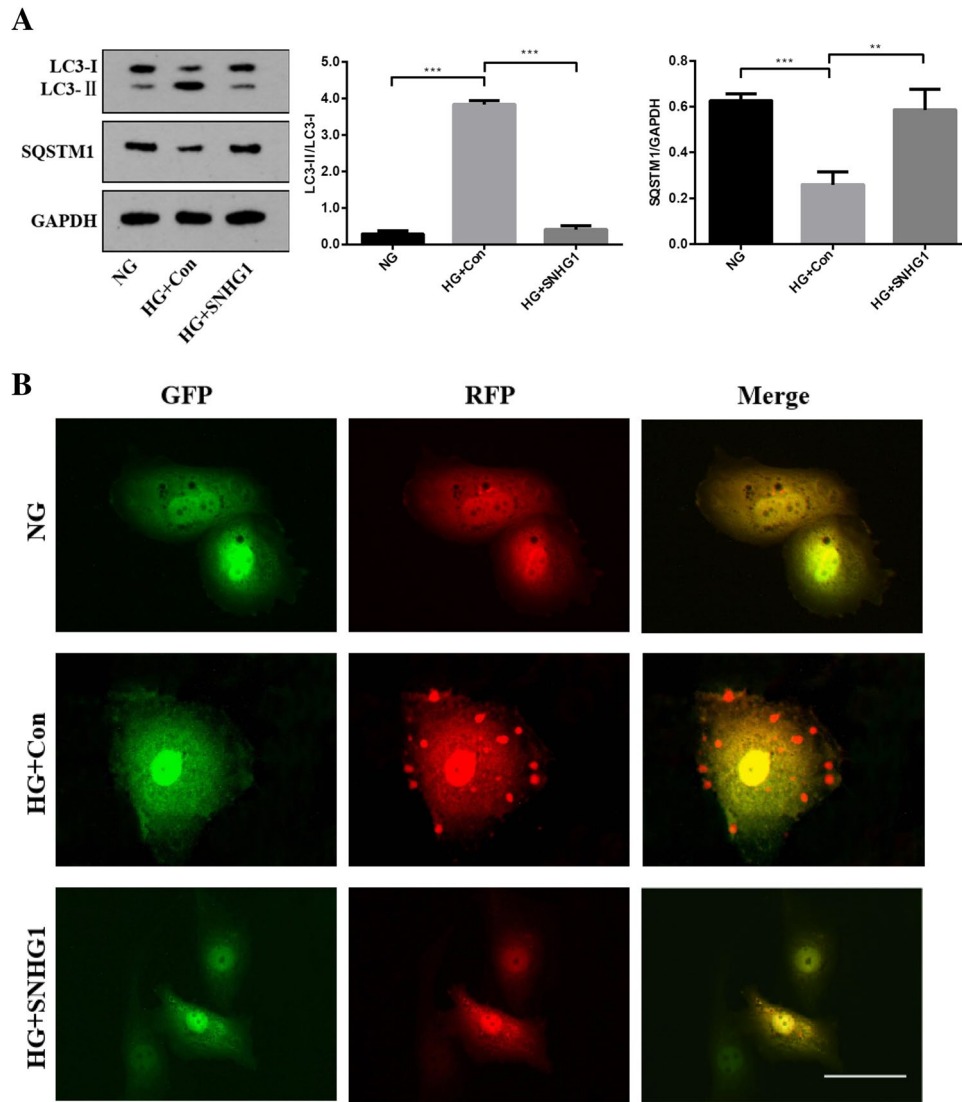 A
LC3-I
LC3-Ⅱ
SQSTM1
GAPDH
NG
HG+Con
HG+SNHG1
LC3-II/LC3-I
5.0
4.0
3.0
2.0
1.0
0.0
***
***
NG
HG+Con
HG+SNHG1
SQSTM1/GAPDH
0.8
0.6
0.4
0.2
0.0
***
**
NG
HG+Con
HG+SNHG1
B
GFP RFP Merge
NG
HG+Con
HG+SNHG1